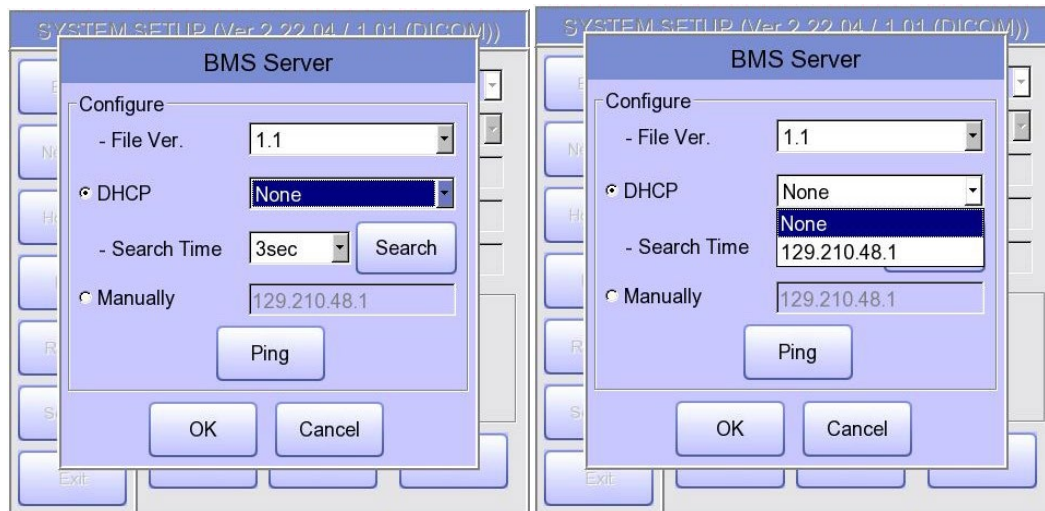 SYSTEM SETUP (Ver 2.22.04 / 1.01 (DICOM))
BMS Server
Configure
- File Ver. 1.1
DHCP None
- Search Time 3sec Search
Manually 129.210.48.1
Ping
OK Cancel
Exit
SYSTEM SETUP (Ver 2.22.04 / 1.01 (DICOM))
BMS Server
Configure
- File Ver. 1.1
DHCP None
None
- Search Time 129.210.48.1
Manually 129.210.48.1
Ping
OK Cancel
Exit